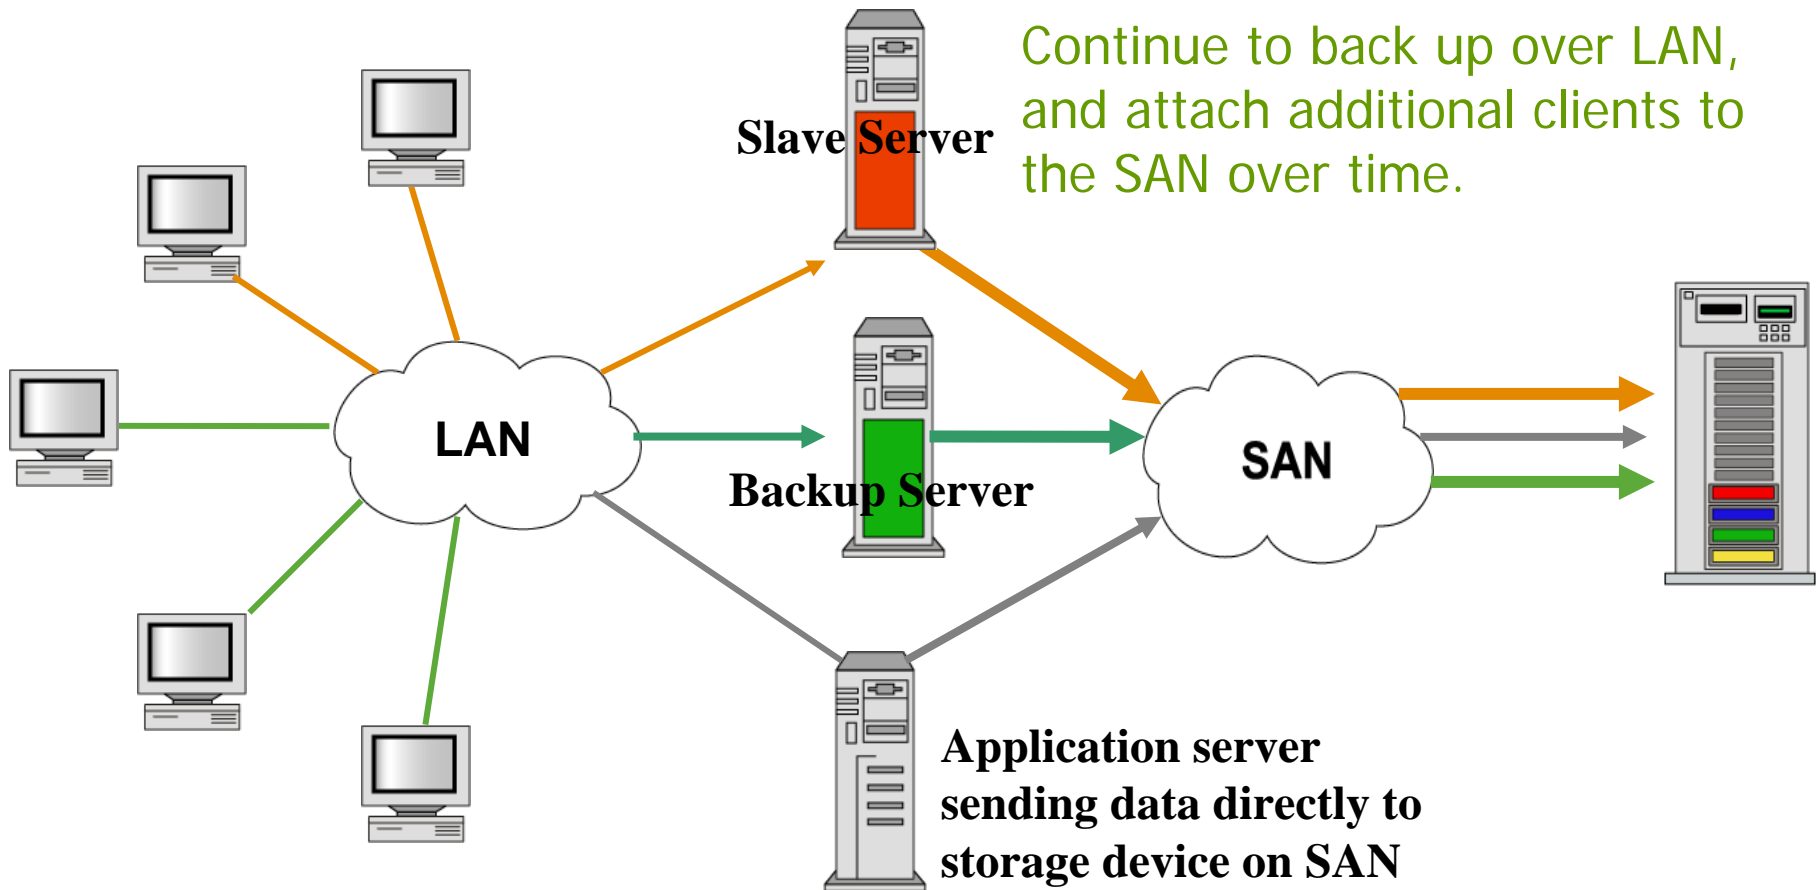 Continue to back up over LAN,
and attach additional clients to
the SAN over time.
Slave Server
LAN
Backup Server
SAN
Application server
sending data directly to
storage device on SAN